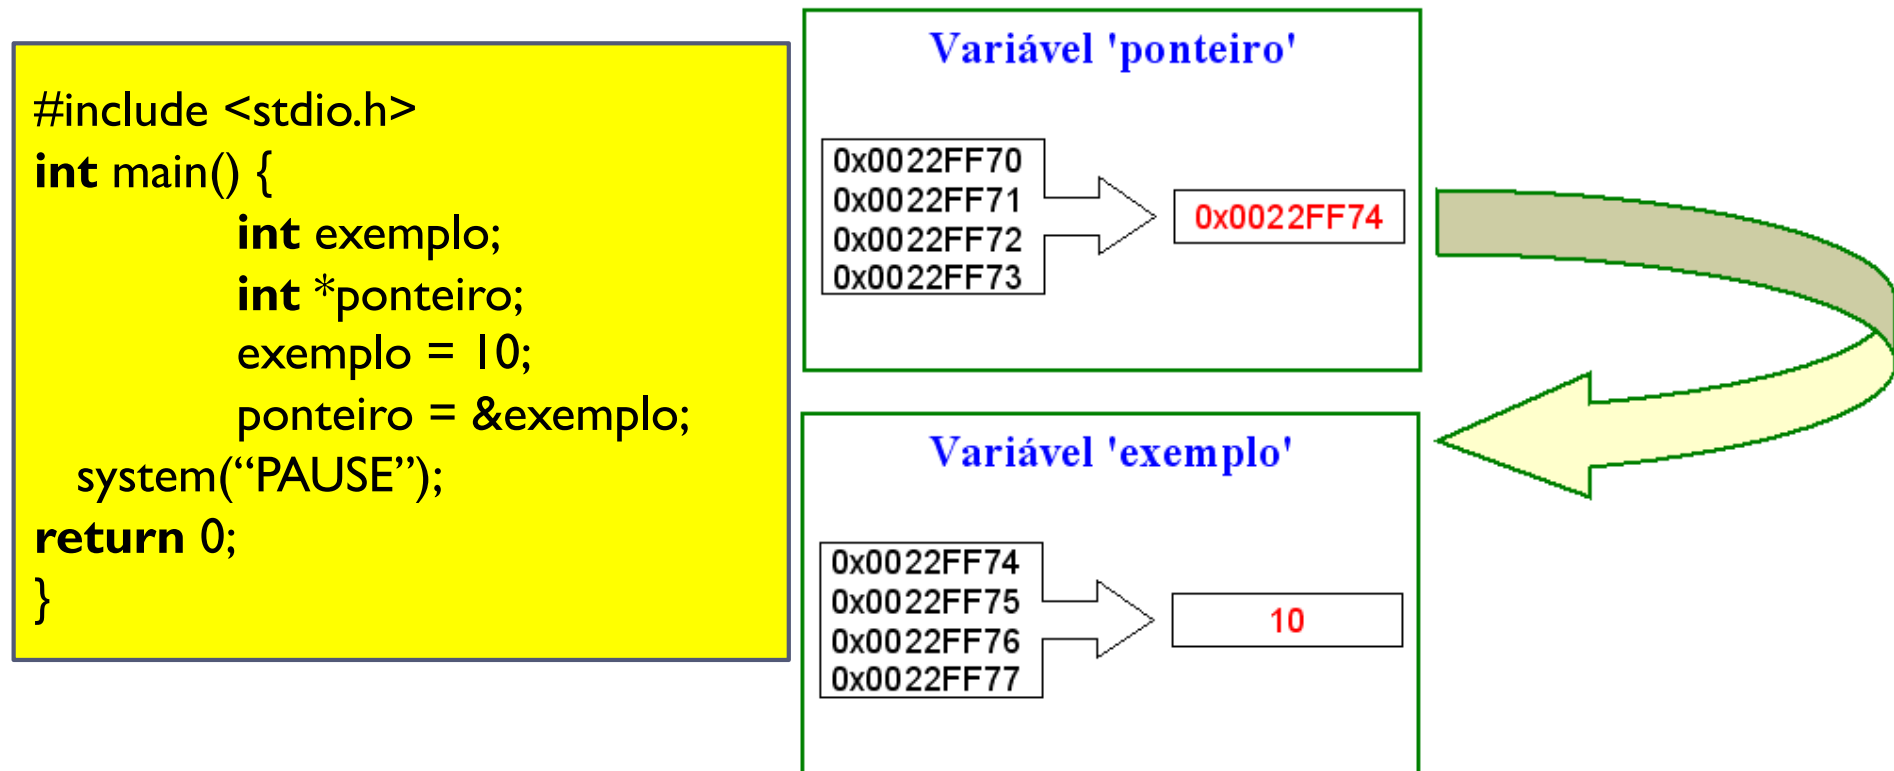 #include <stdio.h>
int main() {
int exemplo;
int *ponteiro;
exemplo = 10;
ponteiro = &exemplo;
system(“PAUSE”);
return 0;
}
Variável 'ponteiro'
0x0022FF70
0x0022FF71
0x0022FF72
0x0022FF73
0x0022FF74
Variável 'exemplo'
0x0022FF74
0x0022FF75
0x0022FF76
0x0022FF77
10